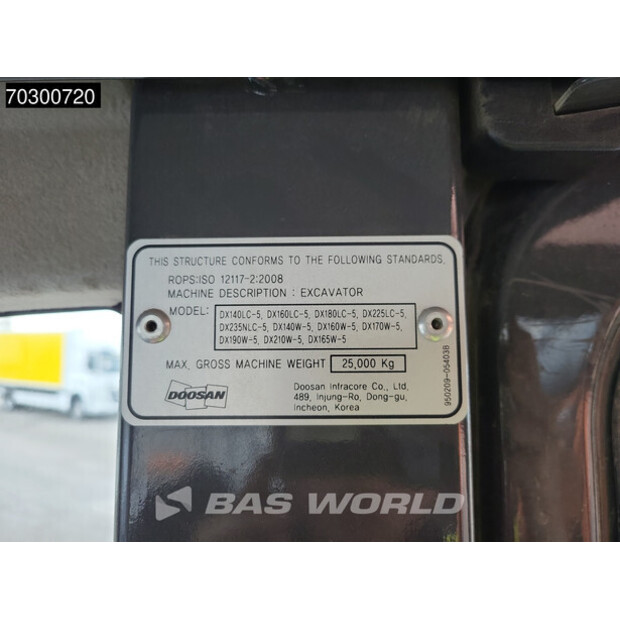 70300720
THIS STRUCTURE CONFORMS TO THE FOLLOWING STANDARDS.
ROPS:ISO 12117-2:2008
MACHINE DESCRIPTION : EXCAVATOR
MODEL: DX140LC-5, DX160LC-5, DX180LC-5, DX225LC-5,
DX235NLC-5, DX140W-5, DX160W-5, DX170W-5,
DX190W-5, DX210W-5, DX165W-5
MAX. GROSS MACHINE WEIGHT 25,000 Kg
DOOSAN
Doosan Infracore Co., Ltd.
489, Injung-Ro, Dong-gu,
Incheon, Korea
950209-05403B
BAS WORLD